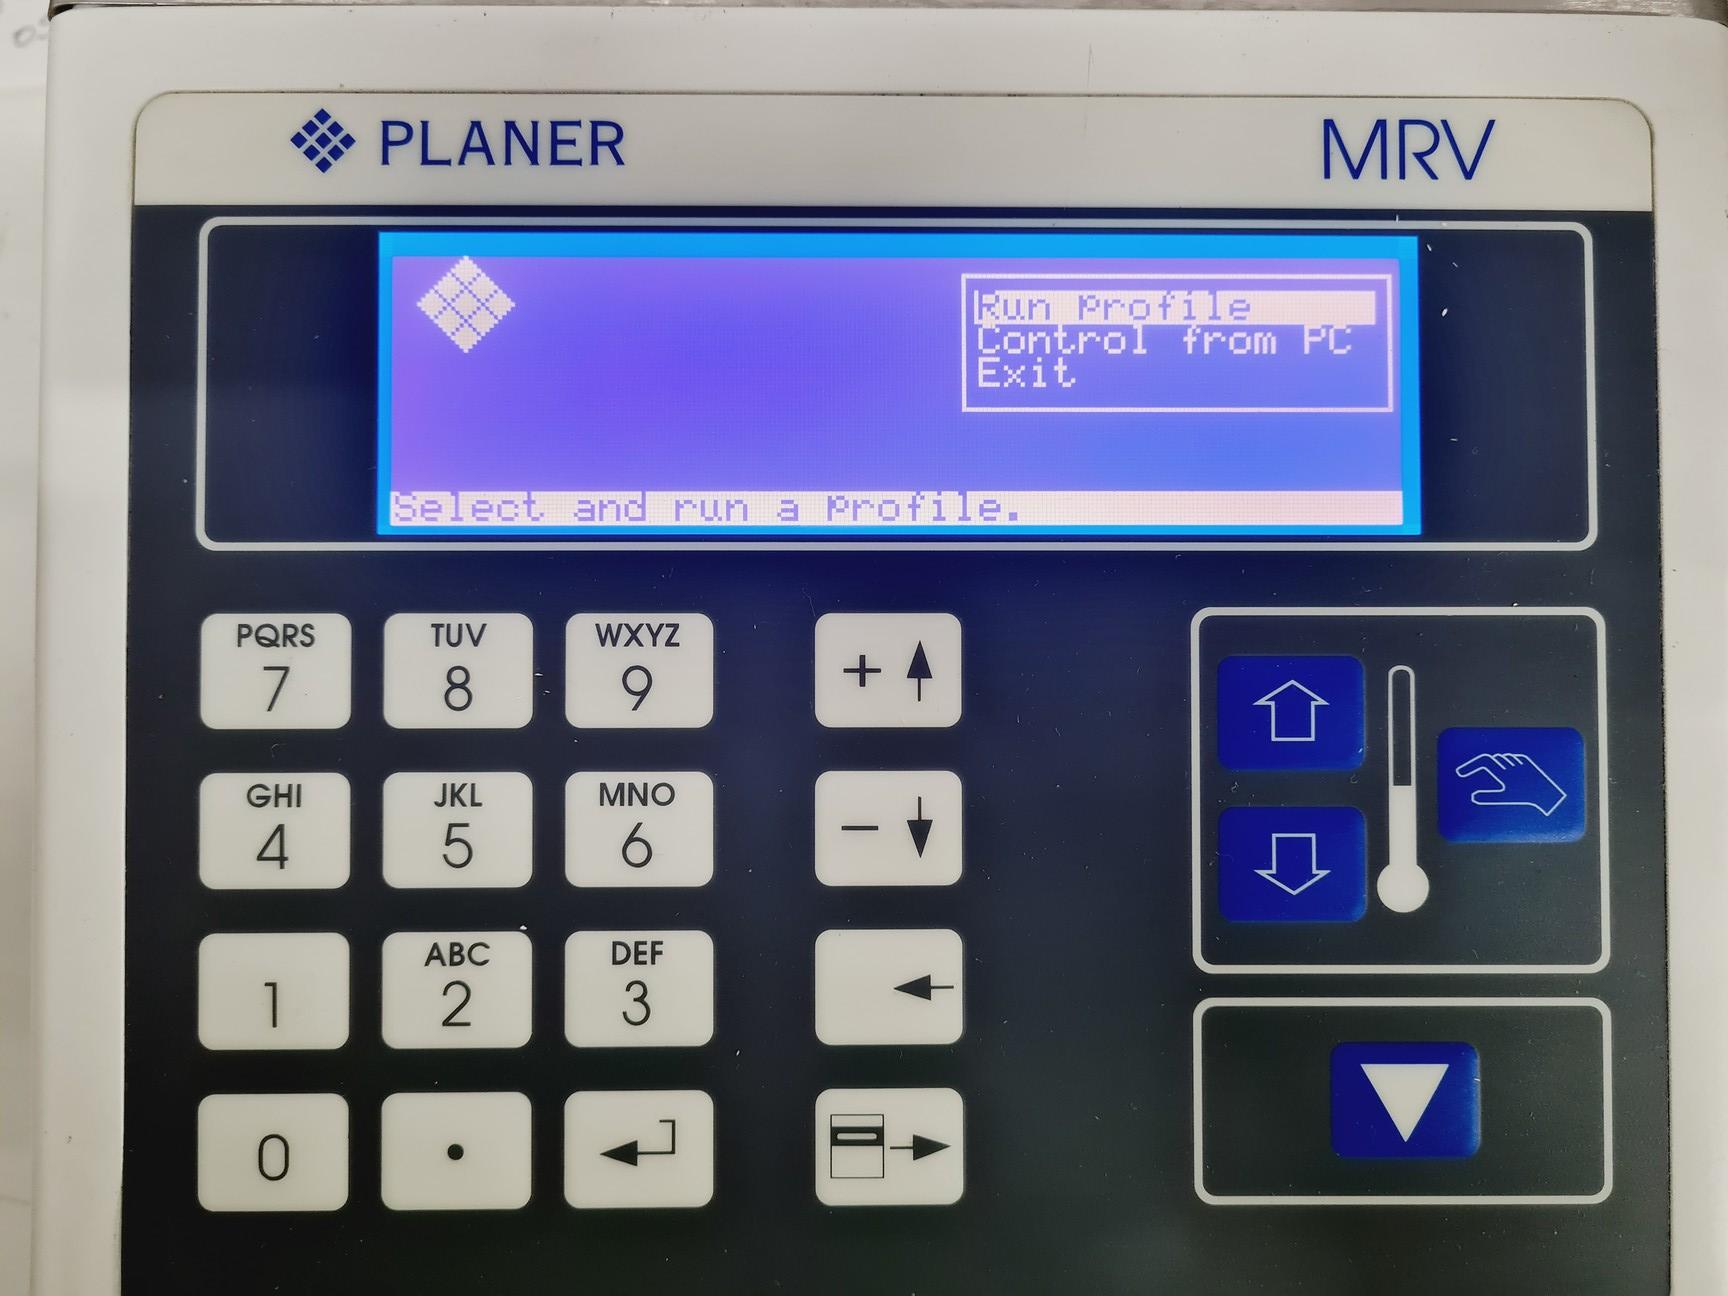 PLANER
MRV
Run profile
Control from PC
Exit
Select and run a profile.
PQRS
7
TUV
8
WXYZ
9
+
GHI
4
JKL
5
MNO
6
−
1
ABC
2
DEF
3
0
•